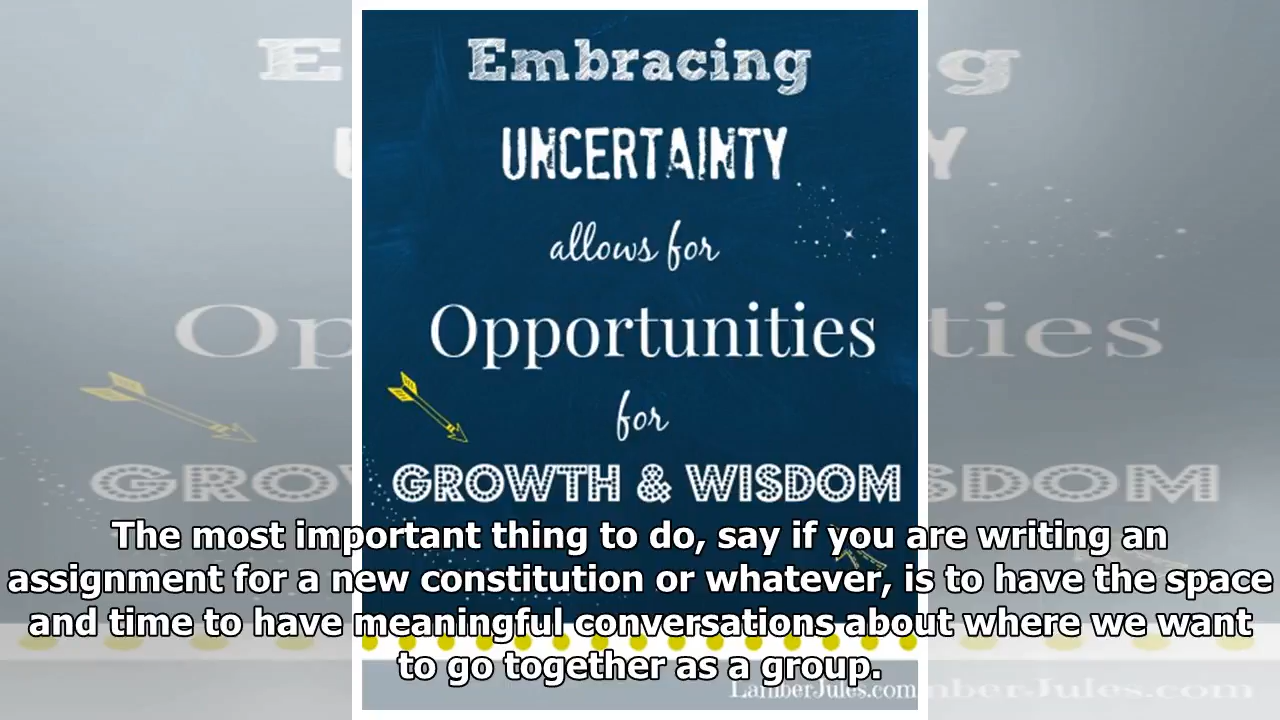 Embracing
UNCERTAINTY
allows for
Opportunities
for
GROWTH & WISDOM
The most important thing to do, say if you are writing an
assignment for a new constitution or whatever, is to have the space
and time to have meaningful conversations about where we want
to go together as a group.
LamberJules.com